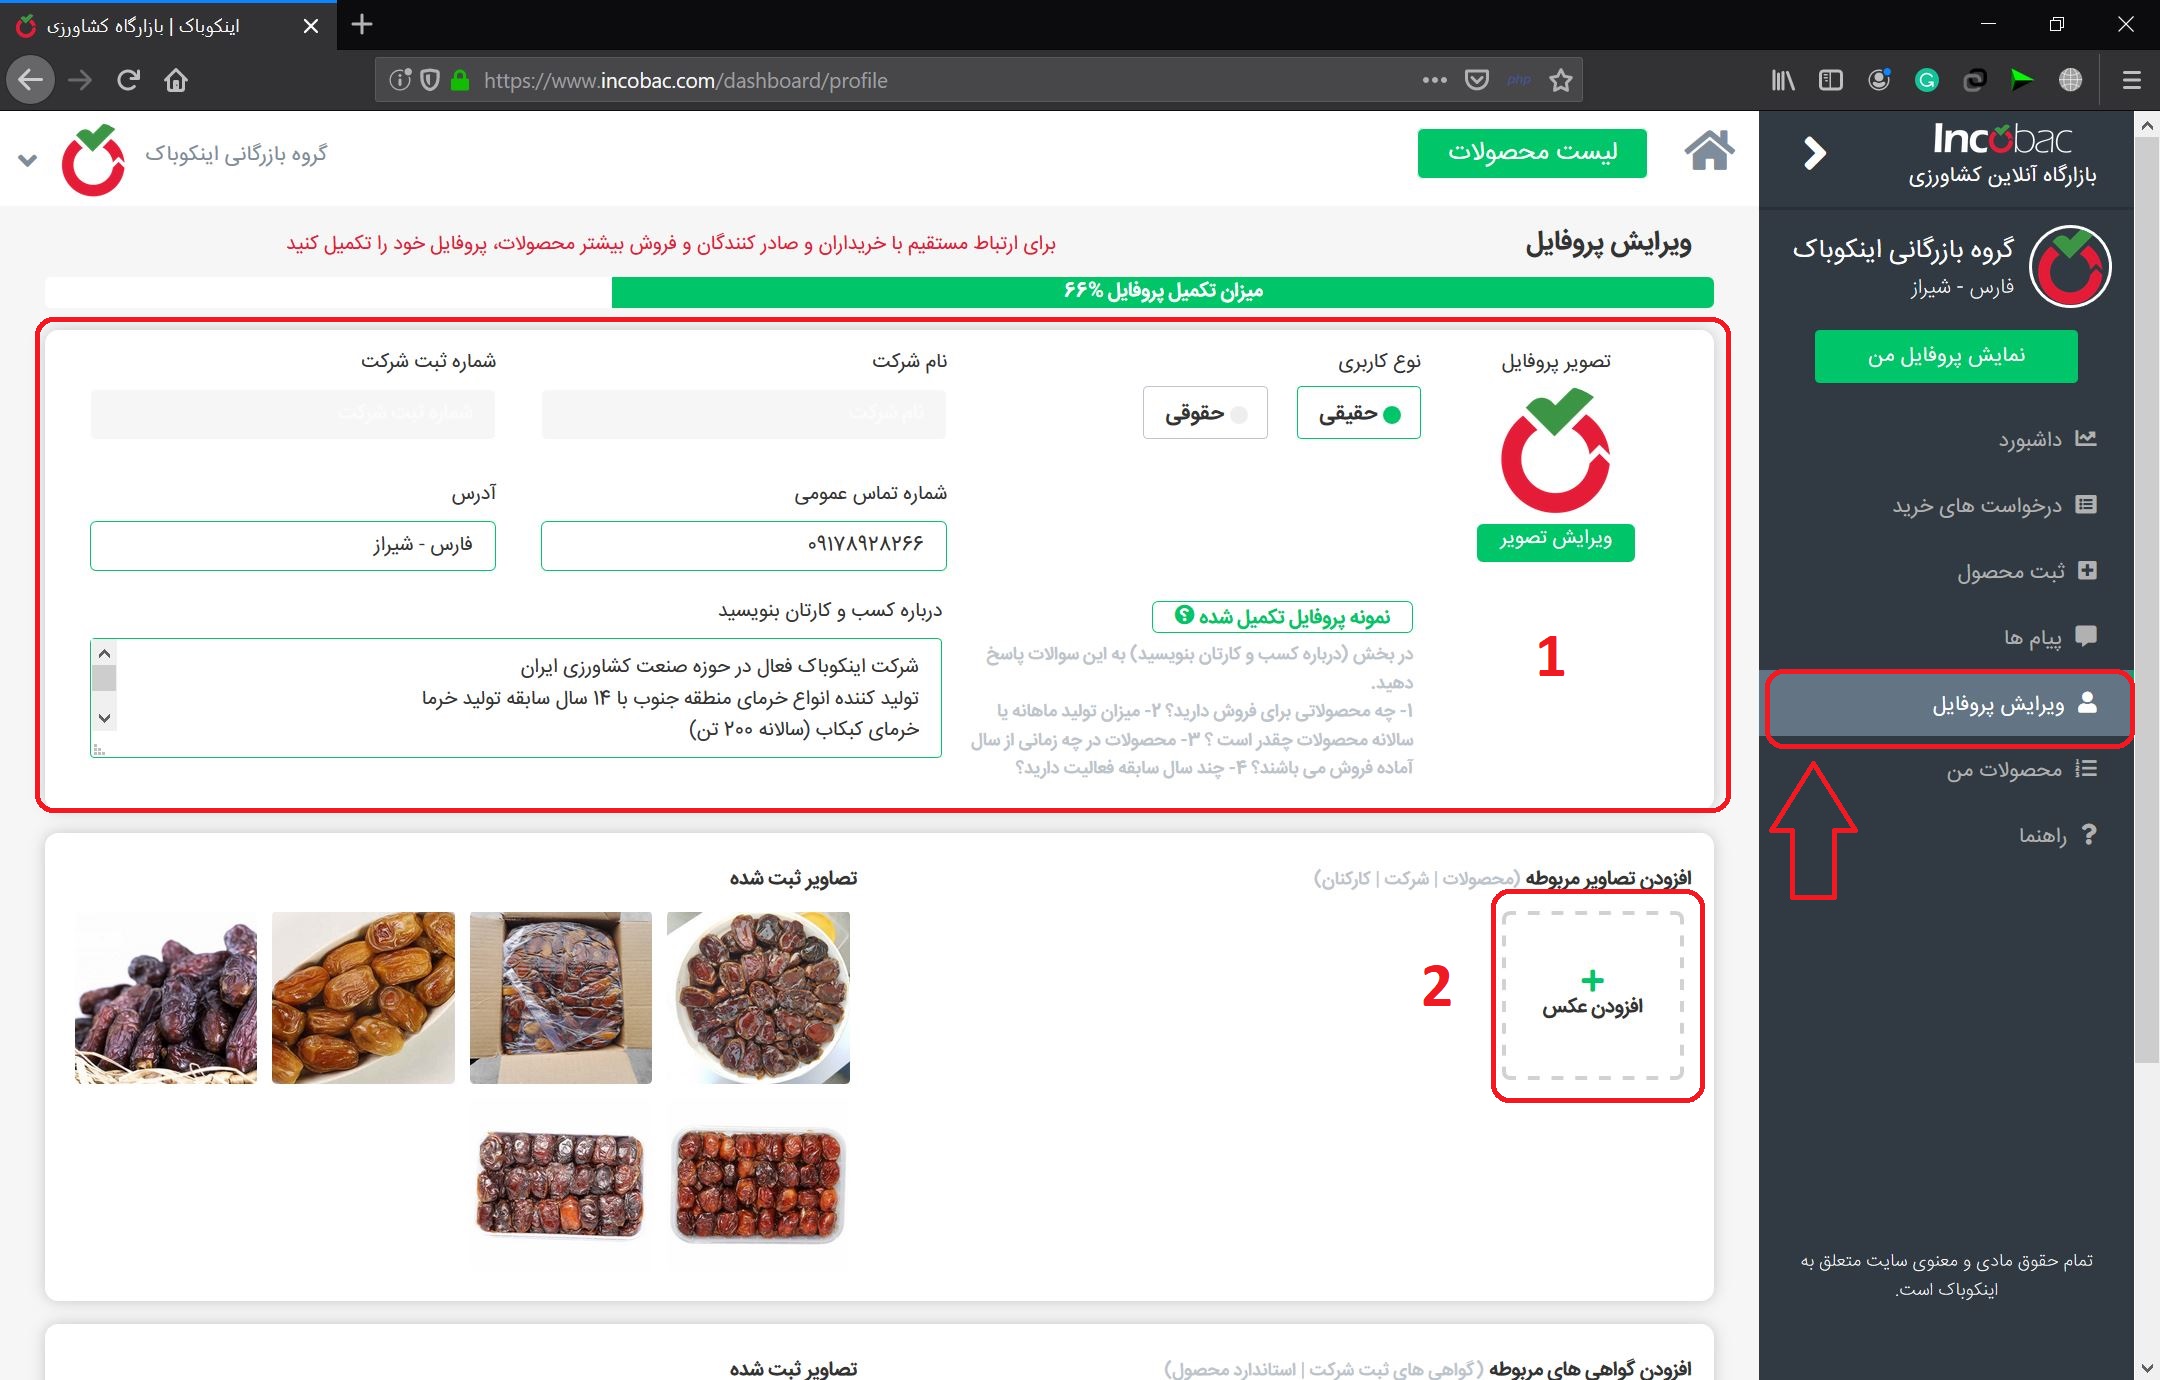 اینکوباک | بازارگاه کشاورزی
https://www.incobac.com/dashboard/profile
php
Incobac
بازارگاه آنلاین کشاورزی
لیست محصولات
گروه بازرگانی اینکوباک
گروه بازرگانی اینکوباک
فارس - شیراز
نمایش پروفایل من
داشبورد
درخواست های خرید
ثبت محصول
پیام ها
ویرایش پروفایل
محصولات من
راهنما
تمام حقوق مادی و معنوی سایت متعلق به
اینکوباک است.
ویرایش پروفایل
برای ارتباط مستقیم با خریداران و صادر کنندگان و فروش بیشتر محصولات، پروفایل خود را تکمیل کنید
میزان تکمیل پروفایل %۶۶
تصویر پروفایل
نوع کاربری
نام شرکت
شماره ثبت شرکت
حقیقی
حقوقی
نام شرکت
شماره ثبت شرکت
ویرایش تصویر
شماره تماس عمومی
آدرس
۰۹۱۷۸۹۲۸۲۶۶
فارس - شیراز
1
نمونه پروفایل تکمیل شده
در بخش (درباره کسب و کارتان بنویسید) به این سوالات پاسخ
دهید.
۱- چه محصولاتی برای فروش دارید؟ ۲- میزان تولید ماهانه یا
سالانه محصولات چقدر است ؟ ۳- محصولات در چه زمانی از سال
آماده فروش می باشند؟ ۴- چند سال سابقه فعالیت دارید؟
درباره کسب و کارتان بنویسید
شرکت اینکوباک فعال در حوزه صنعت کشاورزی ایران
تولید کننده انواع خرمای منطقه جنوب با ۱۴ سال سابقه تولید خرما
خرمای کبکاب (سالانه ۲۰۰ تن)
افزودن تصاویر مربوطه (محصولات | شرکت | کارکنان)
تصاویر ثبت شده
+
افزودن عکس
2
افزودن گواهی های مربوطه (گواهی های ثبت شرکت | استاندارد محصول)
تصاویر ثبت شده